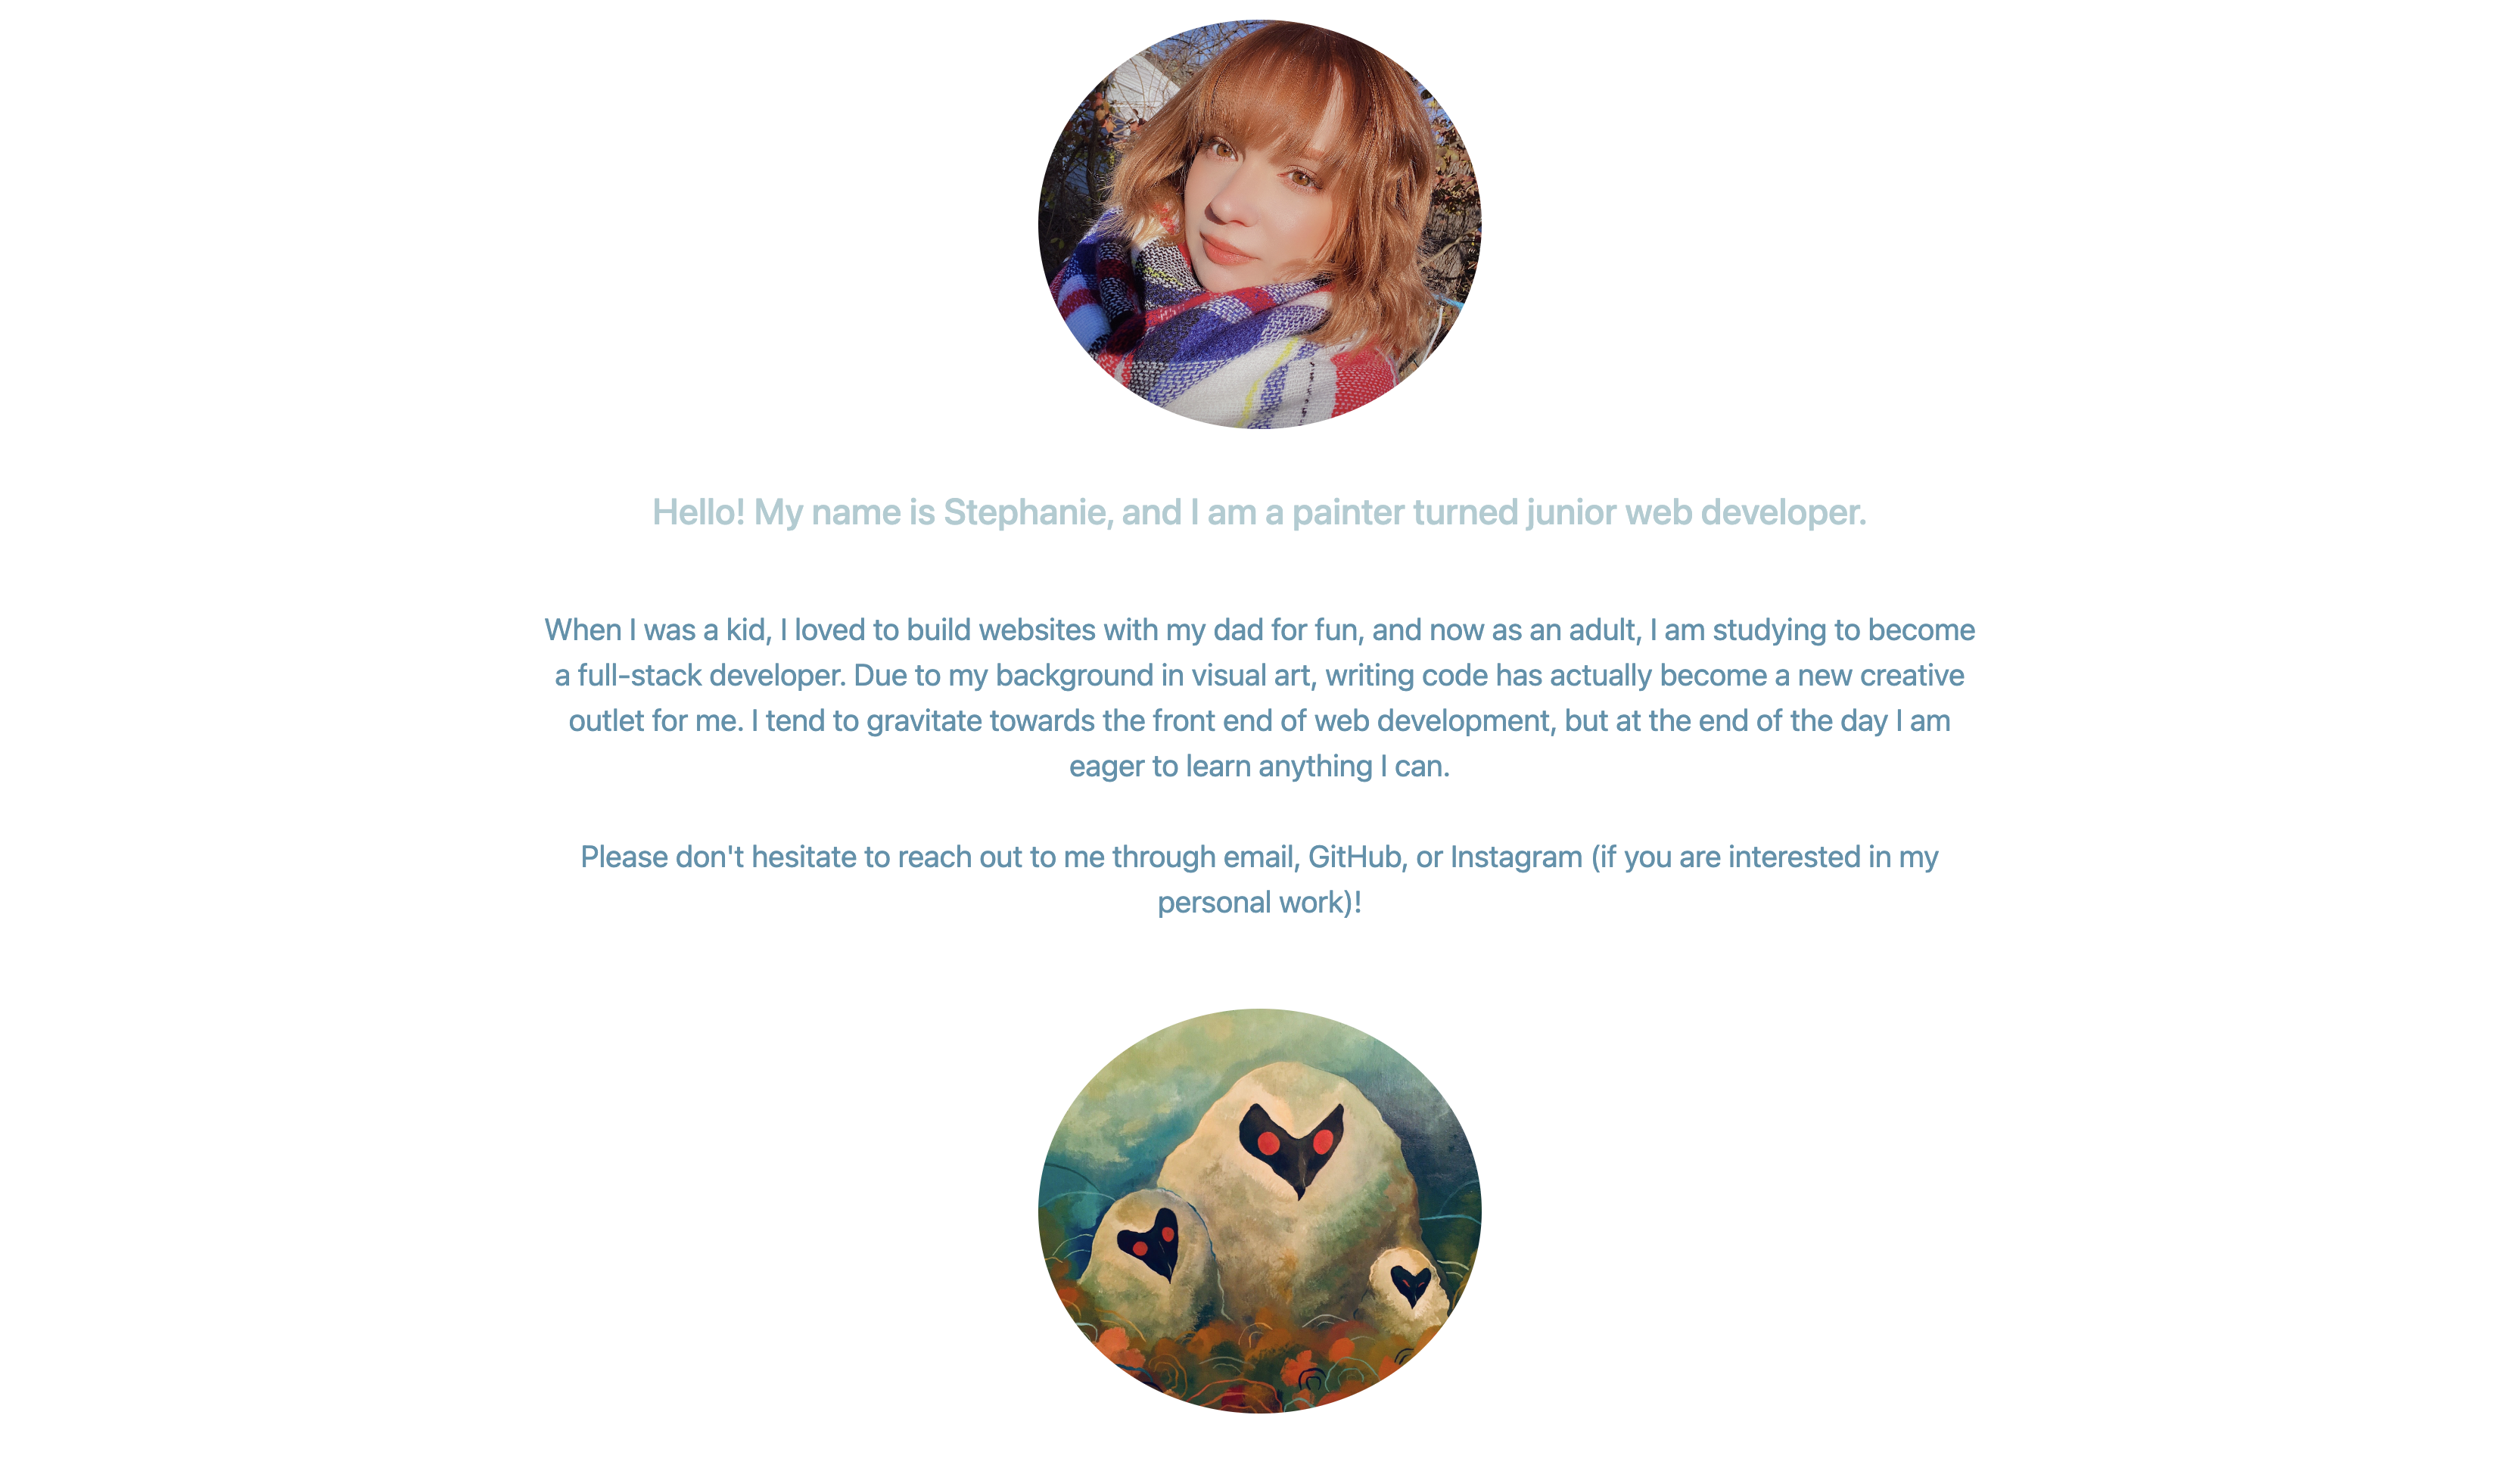 Hello! My name is Stephanie, and I am a painter turned junior web developer.
When I was a kid, I loved to build websites with my dad for fun, and now as an adult, I am studying to become
a full-stack developer. Due to my background in visual art, writing code has actually become a new creative
outlet for me. I tend to gravitate towards the front end of web development, but at the end of the day I am
eager to learn anything I can.
Please don't hesitate to reach out to me through email, GitHub, or Instagram (if you are interested in my
personal work)!